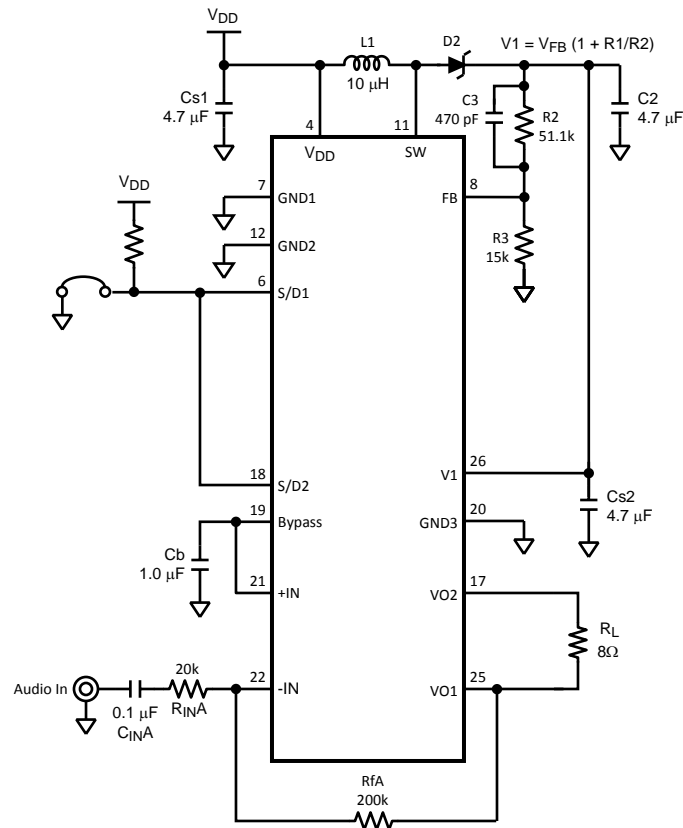 VDD
L1
D2
V1 = VFB (1 + R1/R2)
10 μH
Cs1
4.7 μF
C3
470 pF
R2
51.1k
C2
4.7 μF
4
VDD
11
SW
VDD
7
GND1
8
FB
12
GND2
R3
15k
6
S/D1
18
S/D2
26
V1
19
Bypass
20
GND3
Cs2
4.7 μF
Cb
1.0 μF
21
+IN
17
VO2
RL
8Ω
Audio In
0.1 μF
CINA
20k
RINA
22
-IN
25
VO1
RfA
200k